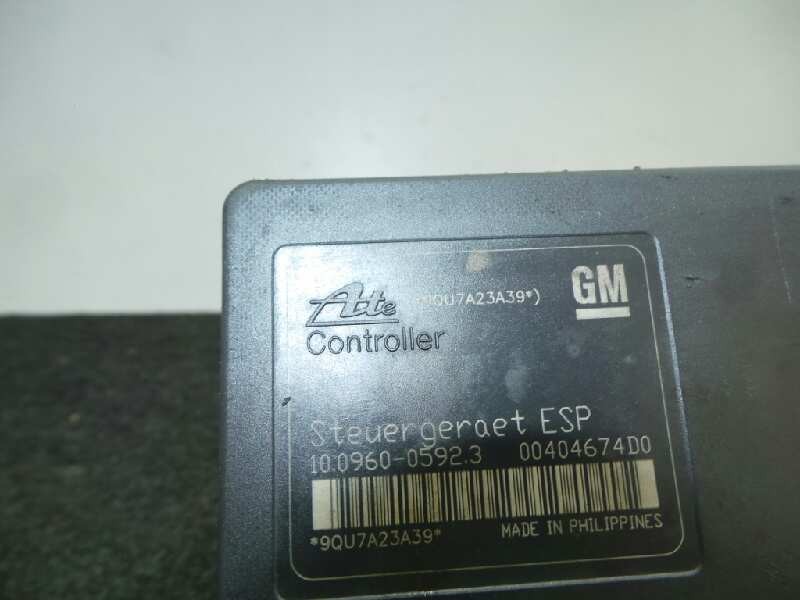 Ate *9QU7A23A39*)
GM
Controller
Steuergeraet ESP
10.0960-0592.3 00404674D0
*9QU7A23A39* MADE IN PHILIPPINES